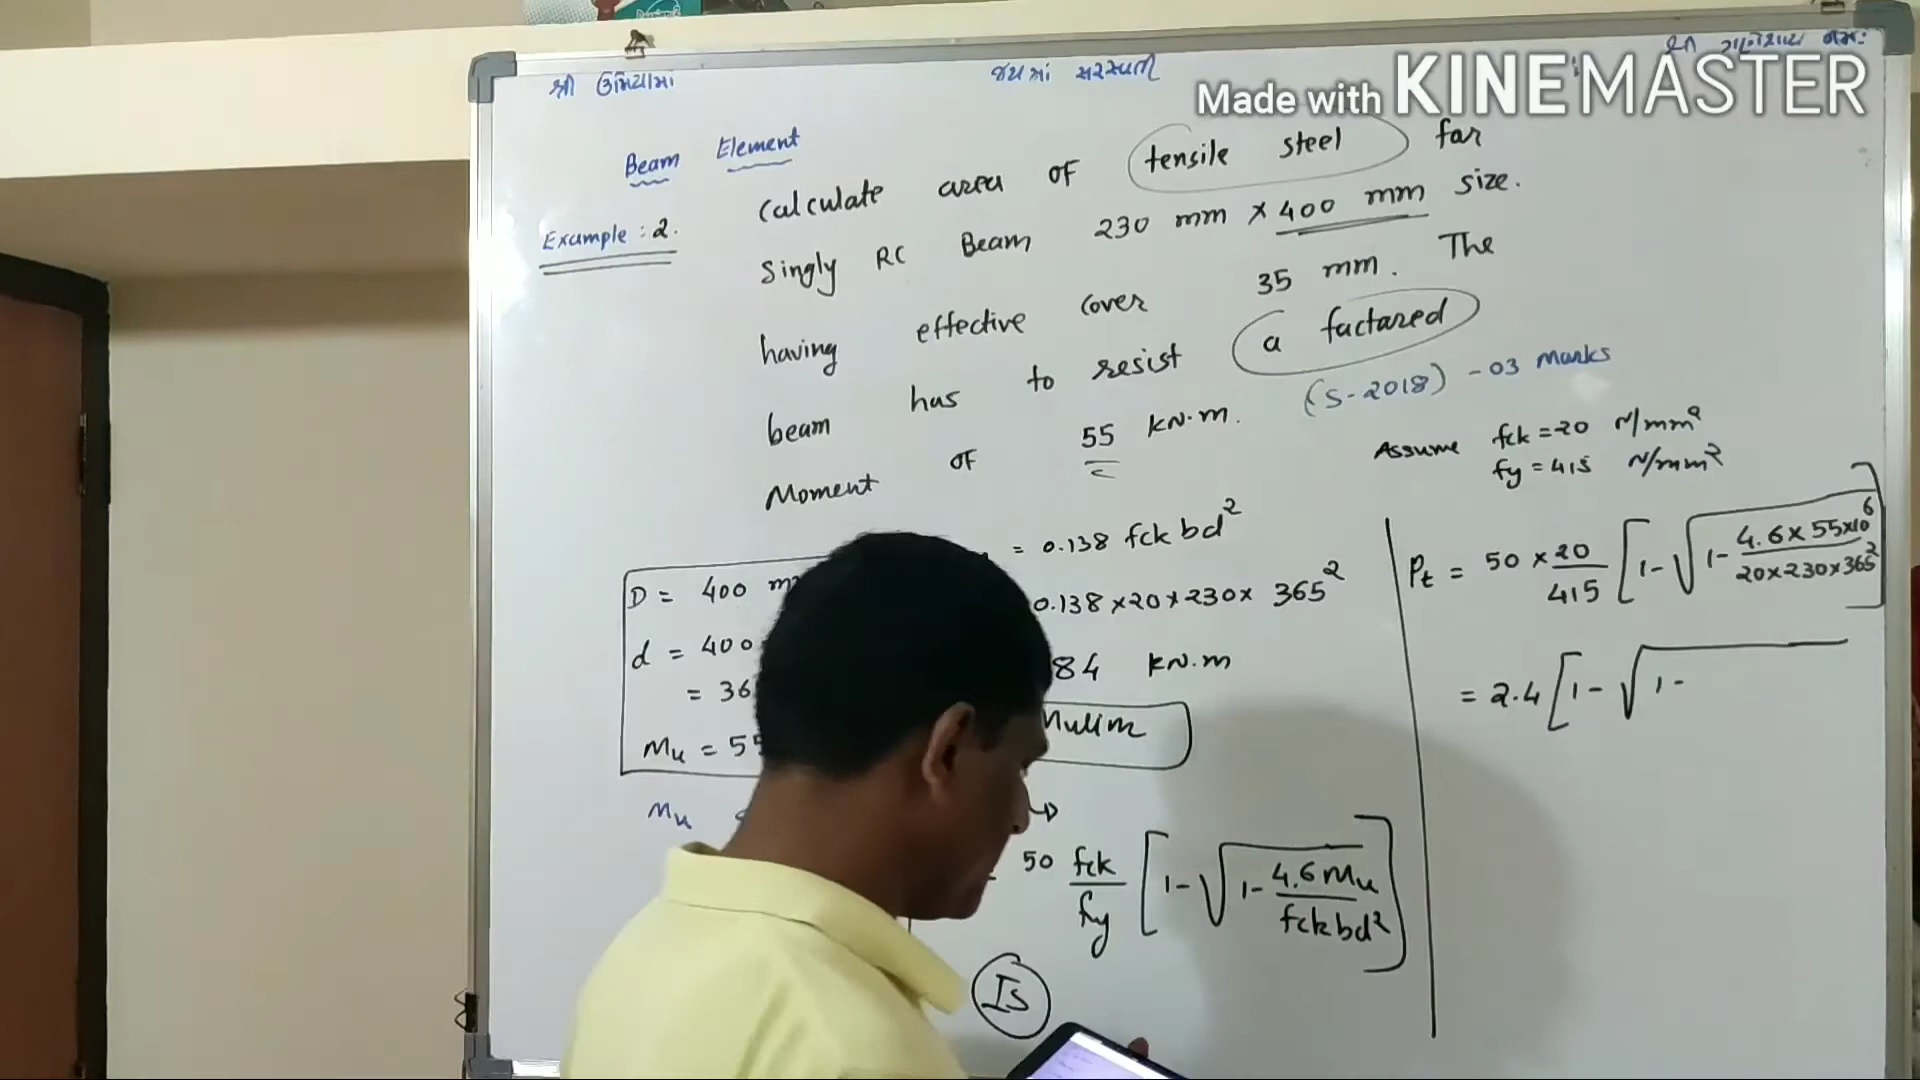 શ્રી ઉમિયામાં
જય માં સરસ્વતી
શ્રી ગણેશાય નમઃ
Made with KINEMASTER
Beam Element
Example : 2.
Calculate area of tensile steel for
Singly RC Beam 230 mm × 400 mm size.
having effective cover 35 mm. The
beam has to resist a factored
Moment of 55 kN.m. (S-2018) - 03 Marks
Assume fck = 20 N/mm²
fy = 415 N/mm²
D = 400
d = 400
= 36
Mu = 55
Mu
= 0.138 fck bd²
0.138 × 20 × 230 × 365²
84 kN.m
Mulim
50 fck/fy [1-√1- 4.6 Mu/fck bd²]
IS
Pt = 50 × 20/415 [1-√1- 4.6 × 55×10⁶/20×230×365²]
= 2.4 [1-√1-